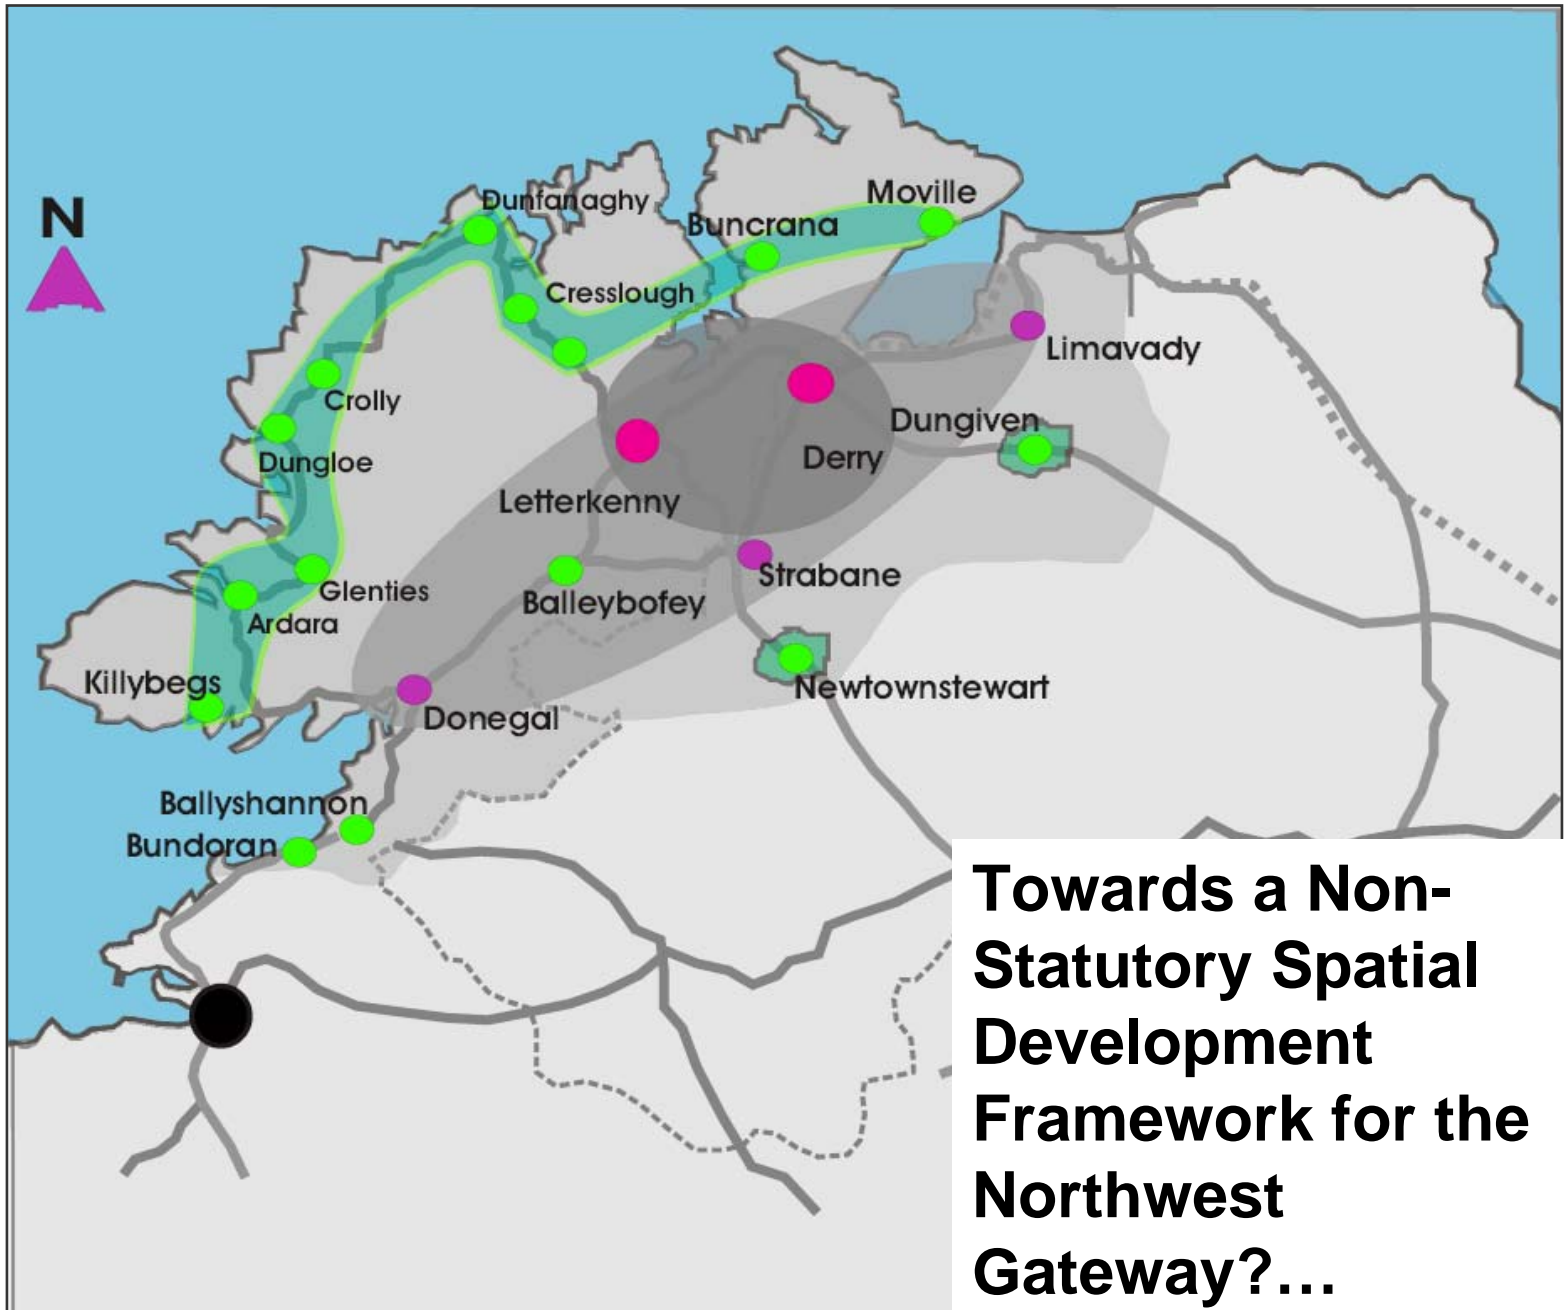 N
Dunfanaghy
Moville
Buncrana
Cresslough
Limavady
Crolly
Dungiven
Dungloe
Derry
Letterkenny
Strabane
Glenties
Balleybofey
Ardara
Killybegs
Newtownstewart
Donegal
Ballyshannon
Bundoran
Towards a Non-
Statutory Spatial
Development
Framework for the
Northwest
Gateway?...